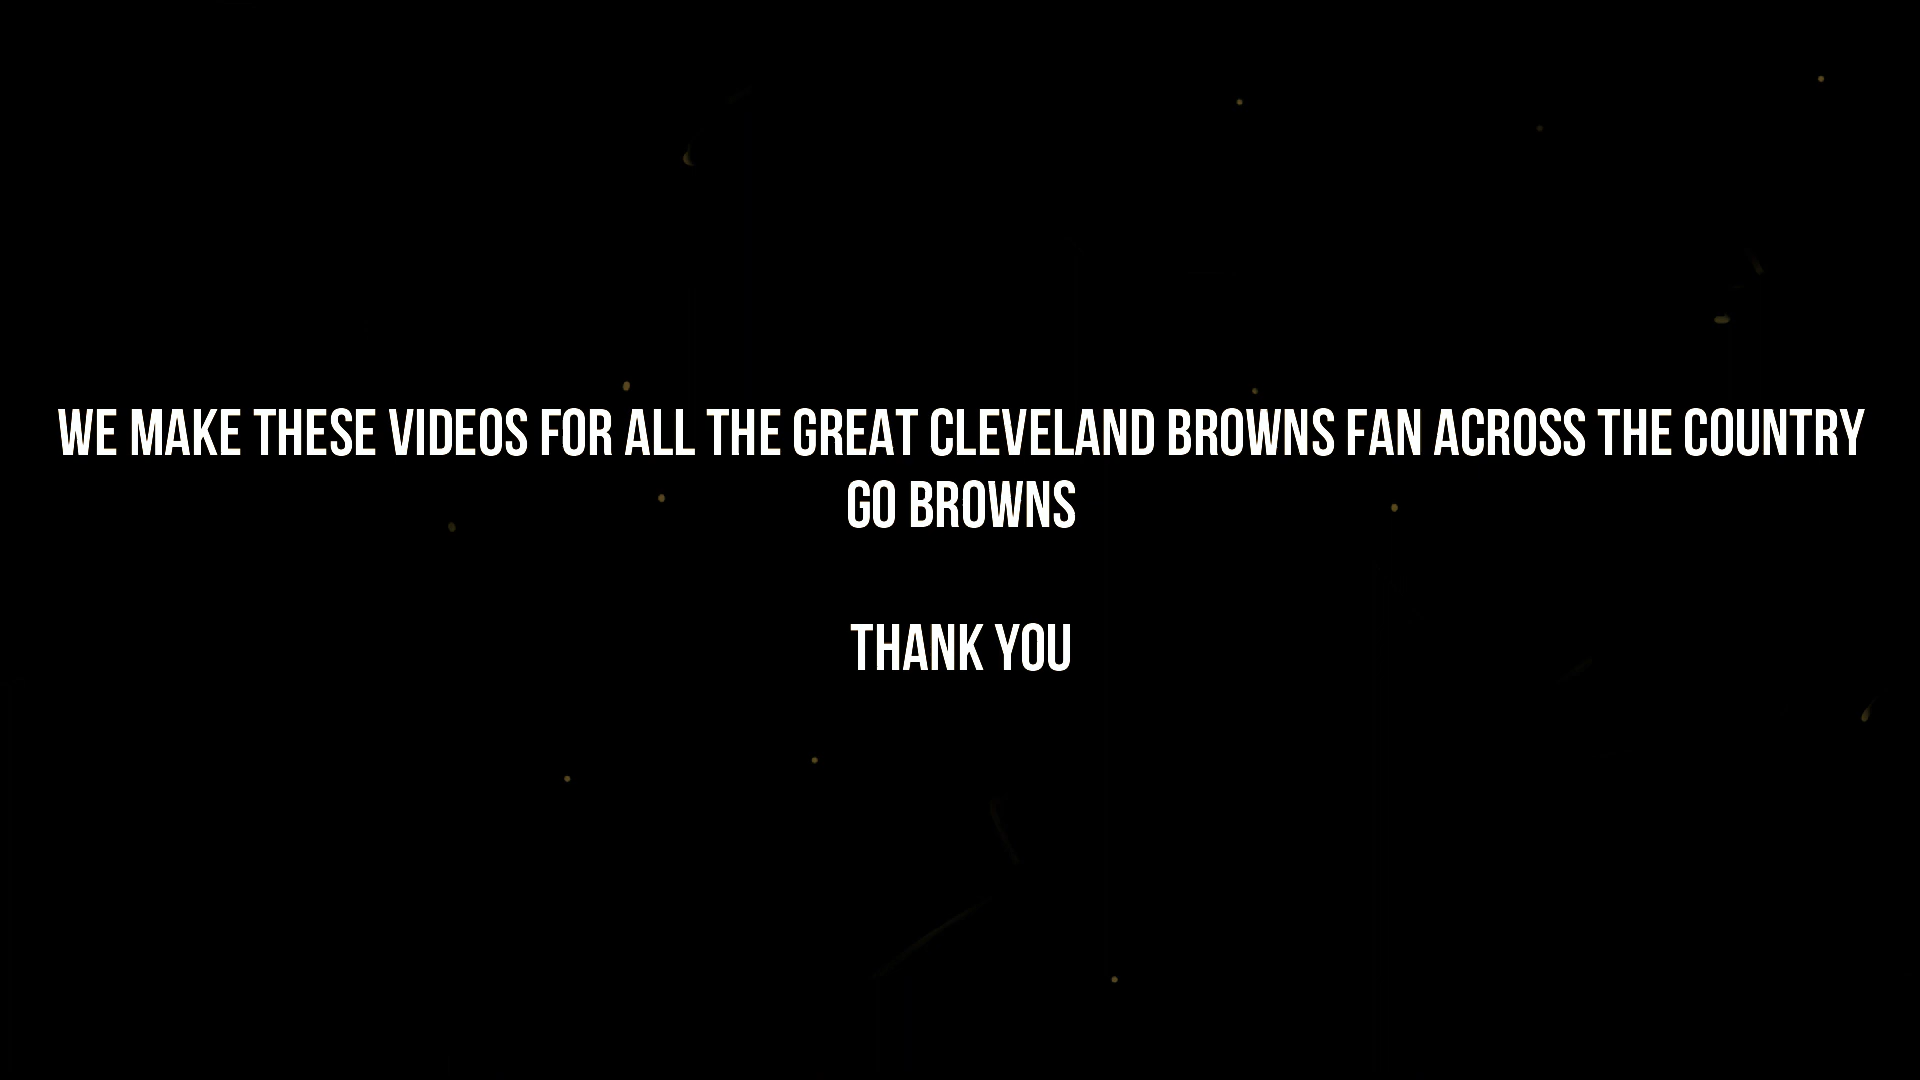 WE MAKE THESE VIDEOS FOR ALL THE GREAT CLEVELAND BROWNS FAN ACROSS THE COUNTRY
GO BROWNS
THANK YOU